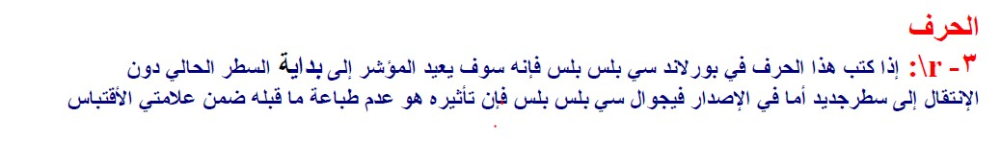 الحرف
٣- r\: إذا كتب هذا الحرف في بورلاند سي بلس بلس فإنه سوف يعيد المؤشر إلى بداية السطر الحالي دون
الإنتقال إلى سطرجديد أما في الإصدار فيجوال سي بلس بلس فإن تأثيره هو عدم طباعة ما قبله ضمن علامتي الأقتباس
.